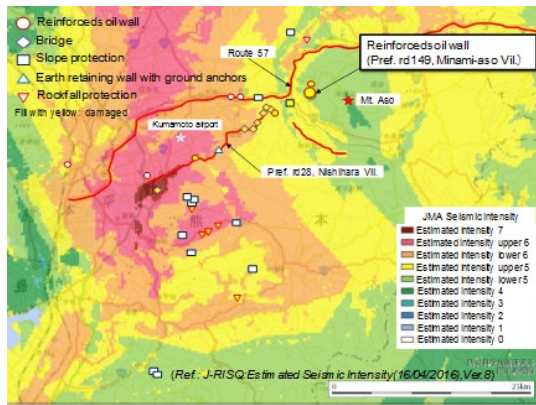 Reinforceds oil wall
Bridge
Slope protection
Earth retaining wall with ground anchors
Rockfall protection
Fill with yellow: damaged
Route 57
Reinforceds oil wall
(Pref. rd149, Minami-aso Vil.)
Mt. Aso
Kumamoto airport
Pref. rd28, Nishihara Vil.
本
JMA Seismic Intensity
Estimated Intensity 7
Estimated Intensity upper 6
Estimated Intensity lower 6
Estimated Intensity upper 5
Estimated Intensity lower 5
Estimated Intensity 4
Estimated Intensity 3
Estimated Intensity 2
Estimated Intensity 1
Estimated Intensity 0
(Ref.: J-RISQ:Estimated Seismic Intensity(16/04/2016),Ver.8)
0